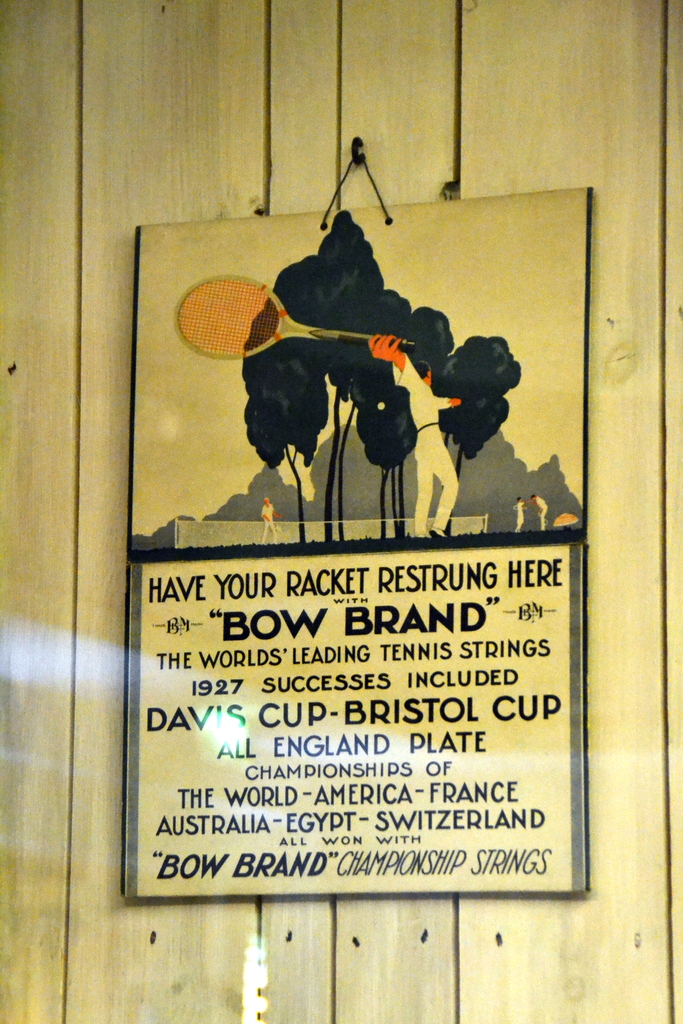 HAVE YOUR RACKET RESTRUNG HERE
WITH
"BOW BRAND"
THE WORLDS' LEADING TENNIS STRINGS
1927 SUCCESSES INCLUDED
DAVIS CUP-BRISTOL CUP
ALL ENGLAND PLATE
CHAMPIONSHIPS OF
THE WORLD-AMERICA-FRANCE
AUSTRALIA-EGYPT-SWITZERLAND
ALL WON WITH
"BOW BRAND" CHAMPIONSHIP STRINGS